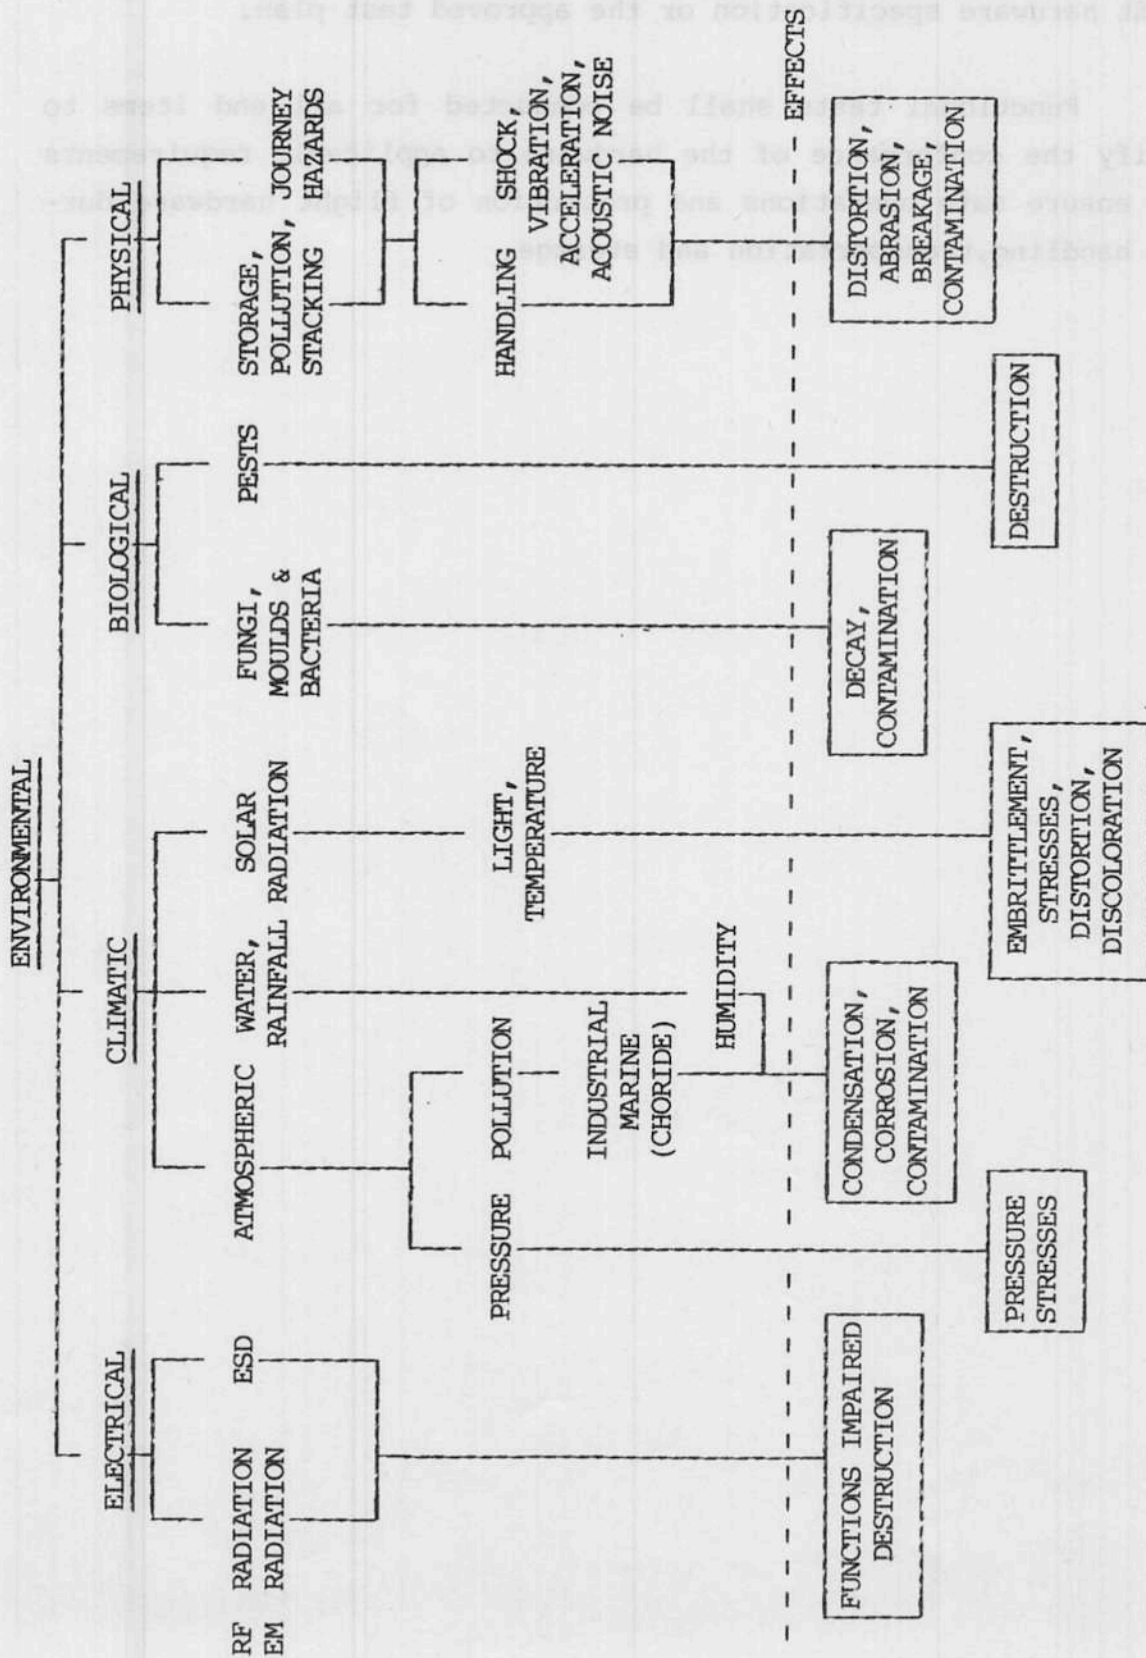 ENVIRONMENTAL
ELECTRICAL
CLIMATIC
BIOLOGICAL
PHYSICAL
RF RADIATION
EM RADIATION
ESD
ATMOSPHERIC
WATER,
RAINFALL
SOLAR
RADIATION
FUNGI,
MOULDS &
BACTERIA
PESTS
STORAGE,
POLLUTION,
STACKING
JOURNEY
HAZZARDS
PRESSURE
POLLUTION
INDUSTRIAL
MARINE
(CHORIDE)
HUMIDITY
LIGHT,
TEMPERATURE
HANDLING
SHOCK,
VIBRATION,
ACCELERATION,
ACOUSTIC NOISE
EFFECTS
FUNCTIONS IMPAIRED
DESTRUCTION
PRESSURE
STRESSES
CONDENSATION,
CORROSION,
CONTAMINATION
EMBRITTLEMENT,
STRESSES,
DISTORTION,
DISCOLORATION
DECAY,
CONTAMINATION
DESTRUCTION
DISTORTION,
ABRASION,
BREAKAGE,
CONTAMINATION